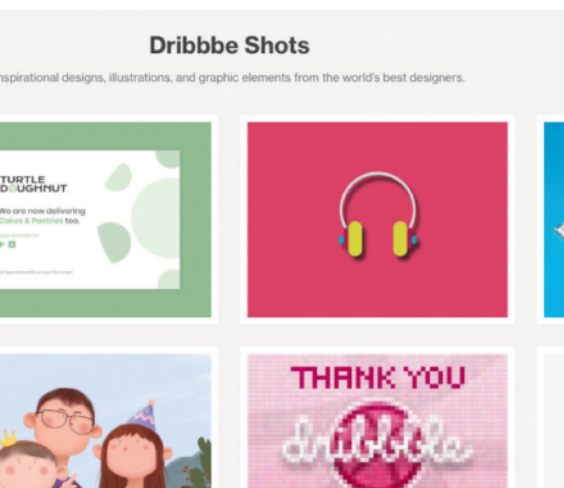 Dribbbe Shots
nspirational designs, illustrations, and graphic elements from the world's best designers.
TURTLE
DOUGHNUT
We are now delivering
Cakes & Pastries too.
THANK YOU
dribbble